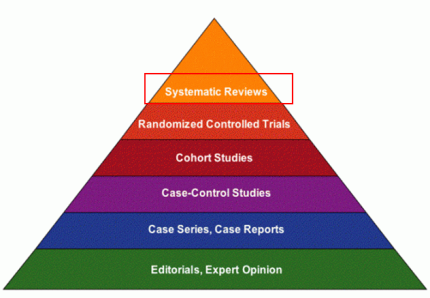 Systematic Reviews
Randomized Controlled Trials
Cohort Studies
Case-Control Studies
Case Series, Case Reports
Editorials, Expert Opinion